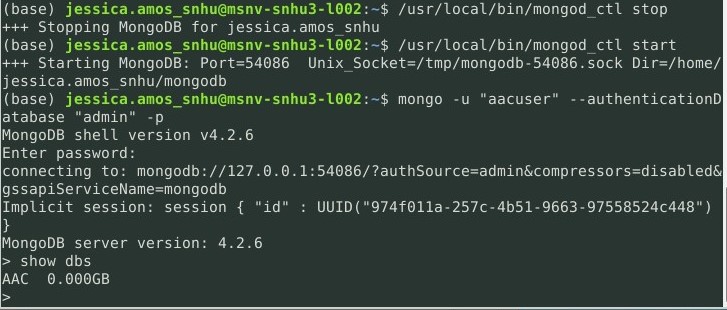 (base) jessica.amos_snhu@msnv-snhu3-l002:~$ /usr/local/bin/mongod_ctl stop
+++ Stopping MongoDB for jessica.amos_snhu
(base) jessica.amos_snhu@msnv-snhu3-l002:~$ /usr/local/bin/mongod_ctl start
+++ Starting MongoDB: Port=54086  Unix_Socket=/tmp/mongodb-54086.sock Dir=/home/
jessica.amos_snhu/mongodb
(base) jessica.amos_snhu@msnv-snhu3-l002:~$ mongo -u "aacuser" --authenticationD
atabase "admin" -p
MongoDB shell version v4.2.6
Enter password:
connecting to: mongodb://127.0.0.1:54086/?authSource=admin&compressors=disabled&
gssapiServiceName=mongodb
Implicit session: session { "id" : UUID("974f011a-257c-4b51-9663-97558524c448")
}
MongoDB server version: 4.2.6
> show dbs
AAC  0.000GB
>